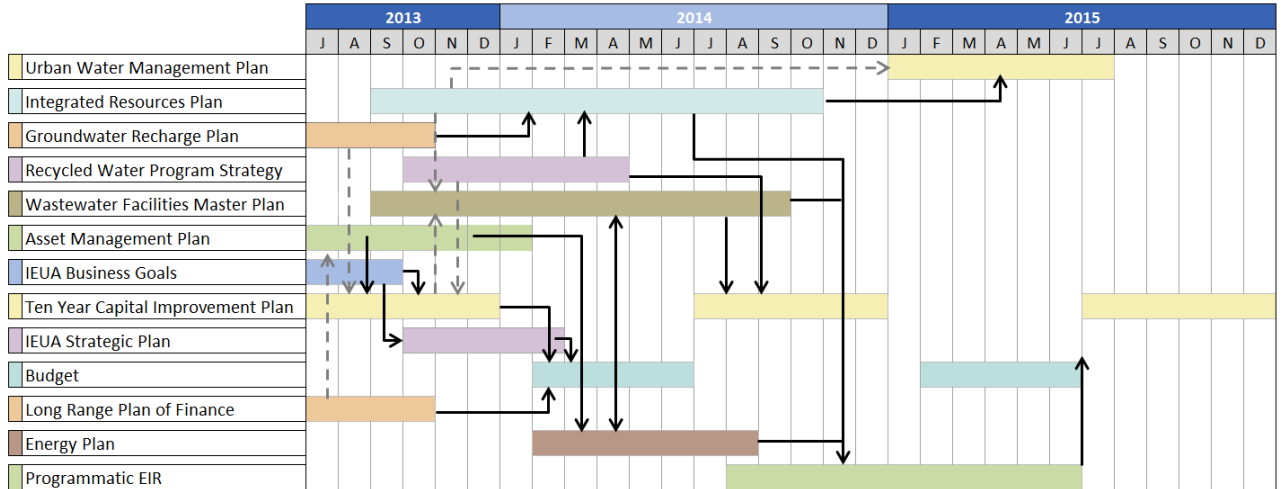 2013 2014 2015
J A S O N D J F M A M J J A S O N D J F M A M J J A S O N D
Urban Water Management Plan
Integrated Resources Plan
Groundwater Recharge Plan
Recycled Water Program Strategy
Wastewater Facilities Master Plan
Asset Management Plan
IEUA Business Goals
Ten Year Capital Improvement Plan
IEUA Strategic Plan
Budget
Long Range Plan of Finance
Energy Plan
Programmatic EIR